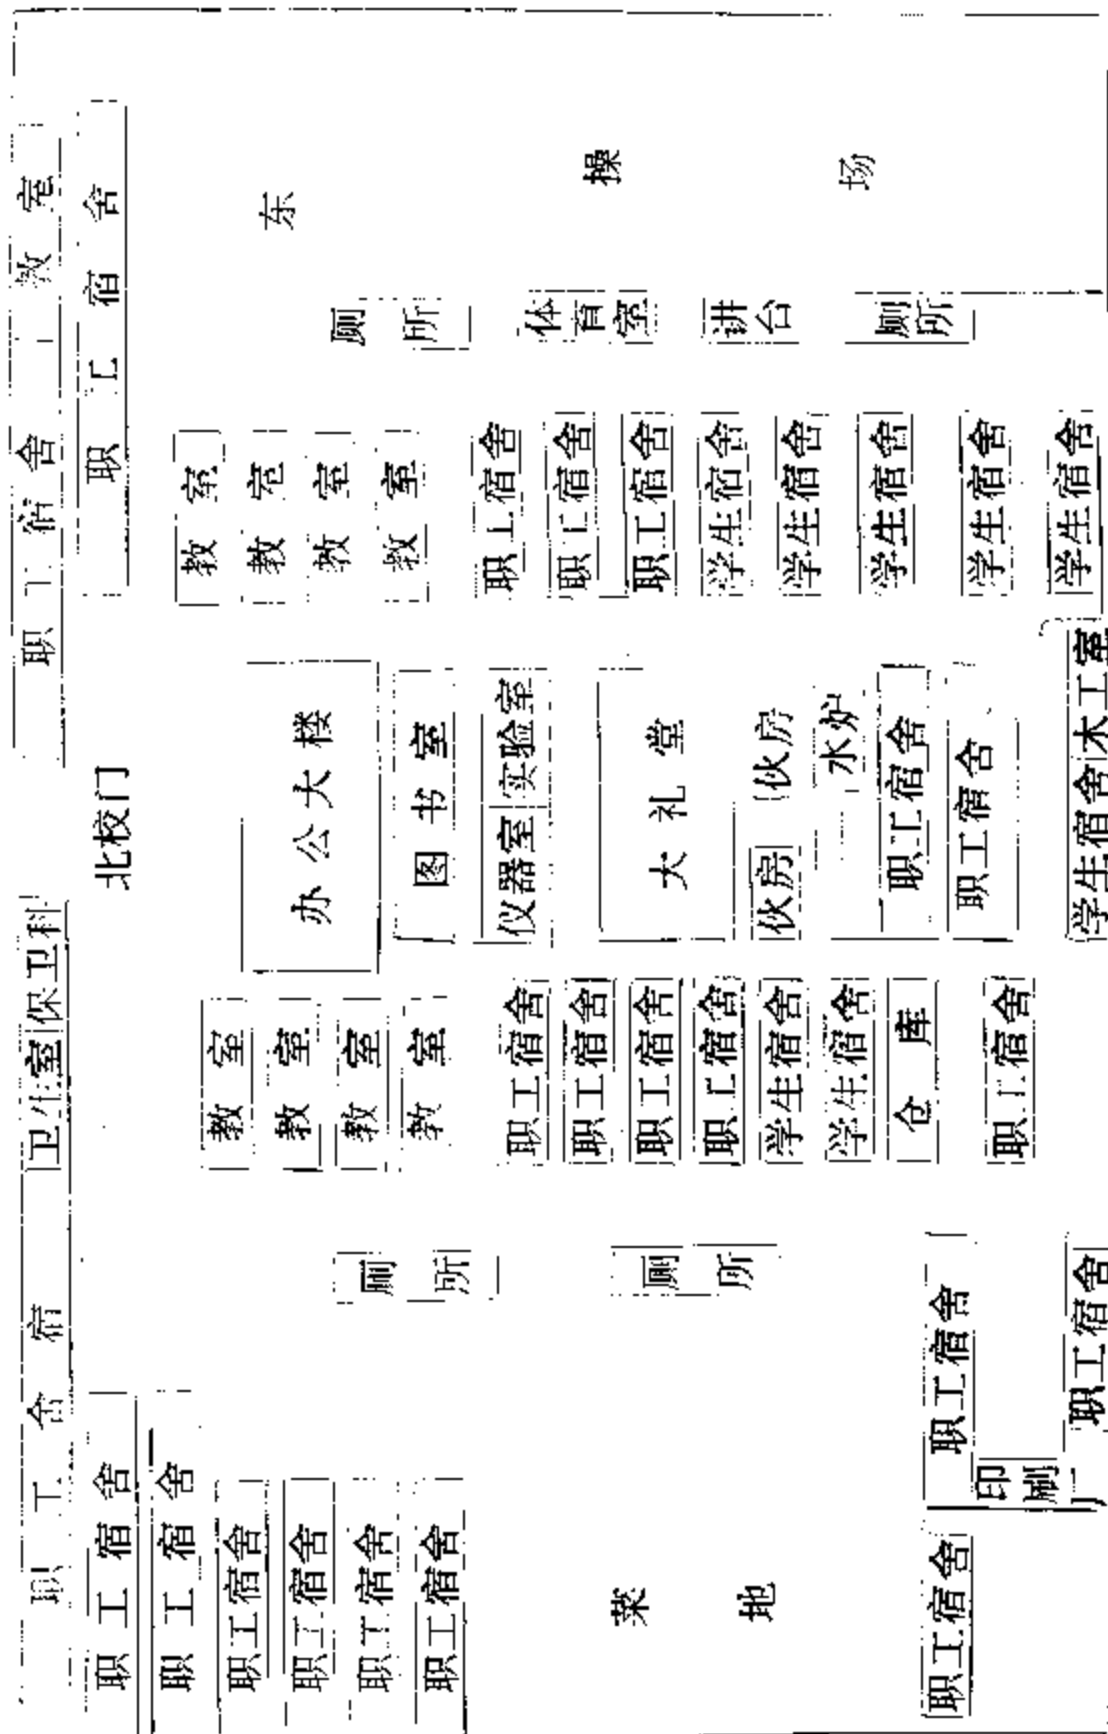 职工舍宿
卫生室
保卫科
职工宿舍
教室
职工宿舍
北校门
职工宿舍
职工宿舍
教室
教室
东
职工宿舍
教室
办公大楼
教室
职工宿舍
教室
教室
厕所
职工宿舍
厕所
教室
图书室
教室
职工宿舍
职工宿舍
仪器室
实验室
职工宿舍
体育室
操场
职工宿舍
职工宿舍
菜地
厕所
职工宿舍
大礼堂
职工宿舍
职工宿舍
学生宿舍
讲台
学生宿舍
伙房
伙房
学生宿舍
学生宿舍
水炉
学生宿舍
厕所
仓库
职工宿舍
职工宿舍
职工宿舍
职工宿舍
学生宿舍
印刷
职工宿舍
职工宿舍
学生宿舍木工室
学生宿舍